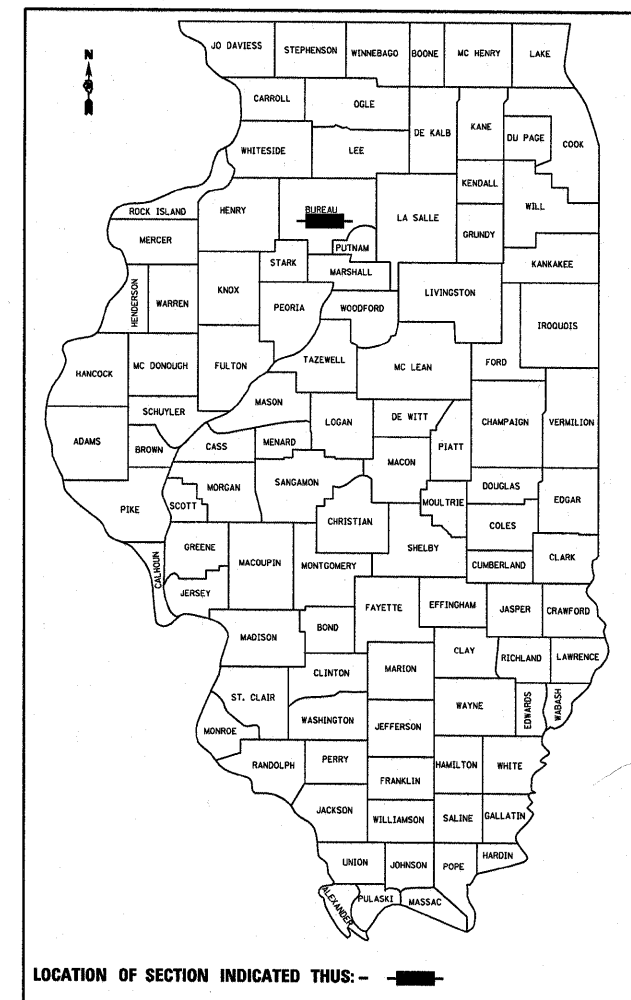 JO DAVIESS STEPHENSON WINNEBAGO BOONE MC HENRY LAKE
N
CARROLL OGLE DE KALB KANE DU PAGE COOK
WHITESIDE LEE
KENDALL WILL
ROCK ISLAND HENRY BUREAU LA SALLE GRUNDY
MERCER PUTNAM
STARK MARSHALL KANKAKEE
HENDERSON WARREN KNOX PEORIA WOODFORD LIVINGSTON IROQUOIS
HANCOCK MC DONOUGH FULTON TAZEWELL MC LEAN FORD
MASON
SCHUYLER LOGAN DE WITT CHAMPAIGN VERMILION
ADAMS BROWN CASS MENARD PIATT
MACON
PIKE SCOTT MORGAN SANGAMON MOULTRIE DOUGLAS EDGAR
CHRISTIAN COLES
GREENE MACOUPIN MONTGOMERY SHELBY CUMBERLAND CLARK
CALHOUN JERSEY
FAYETTE EFFINGHAM JASPER CRAWFORD
MADISON BOND
CLAY RICHLAND LAWRENCE
CLINTON MARION
ST. CLAIR WAYNE EDWARDS WABASH
WASHINGTON JEFFERSON
MONROE
RANDOLPH PERRY HAMILTON WHITE
FRANKLIN
JACKSON WILLIAMSON SALINE GALLATIN
UNION JOHNSON POPE HARDIN
ALEXANDER PULASKI MASSAC
LOCATION OF SECTION INDICATED THUS: –